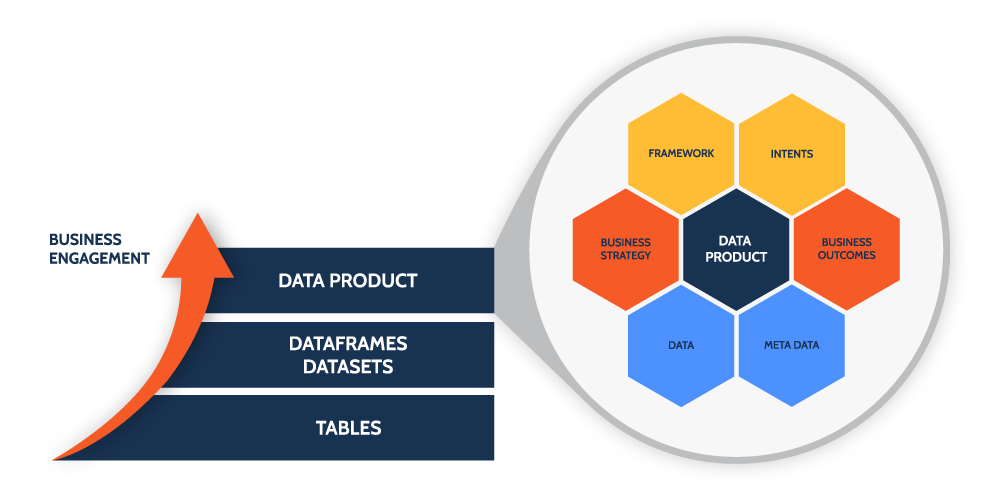 BUSINESS
ENGAGEMENT
DATA PRODUCT
DATAFRAMES
DATASETS
TABLES
FRAMEWORK
INTENTS
BUSINESS
STRATEGY
DATA
PRODUCT
BUSINESS
OUTCOMES
DATA
META DATA